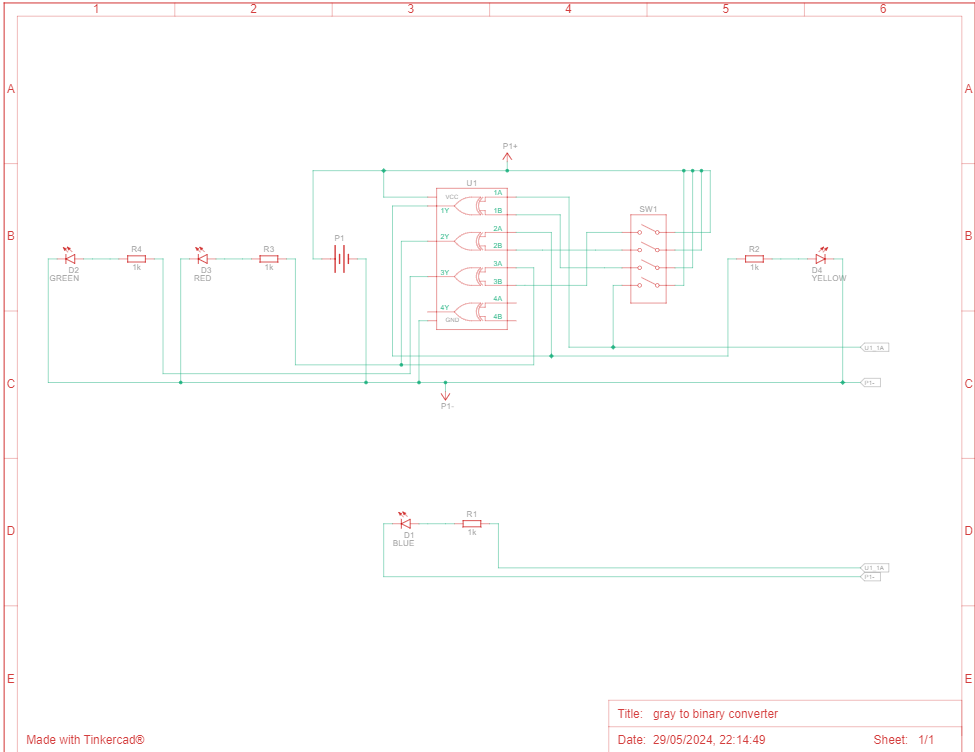 1 2 3 4 5 6
A A
P1+
U1
VCC 1A
1Y 1B
SW1
2A
B 2Y 2B B
P1
R4 R3 R2
3A
1k 1k 1k
D2 D3 3Y 3B D4
GREEN RED YELLOW
4A
4Y 4B
GND
U1_1A
C P1- C
P1-
R1
D D
1k
D1
BLUE
U1_1A
P1-
E E
Title: gray to binary converter
Made with Tinkercad® Date: 29/05/2024, 22:14:49 Sheet: 1/1